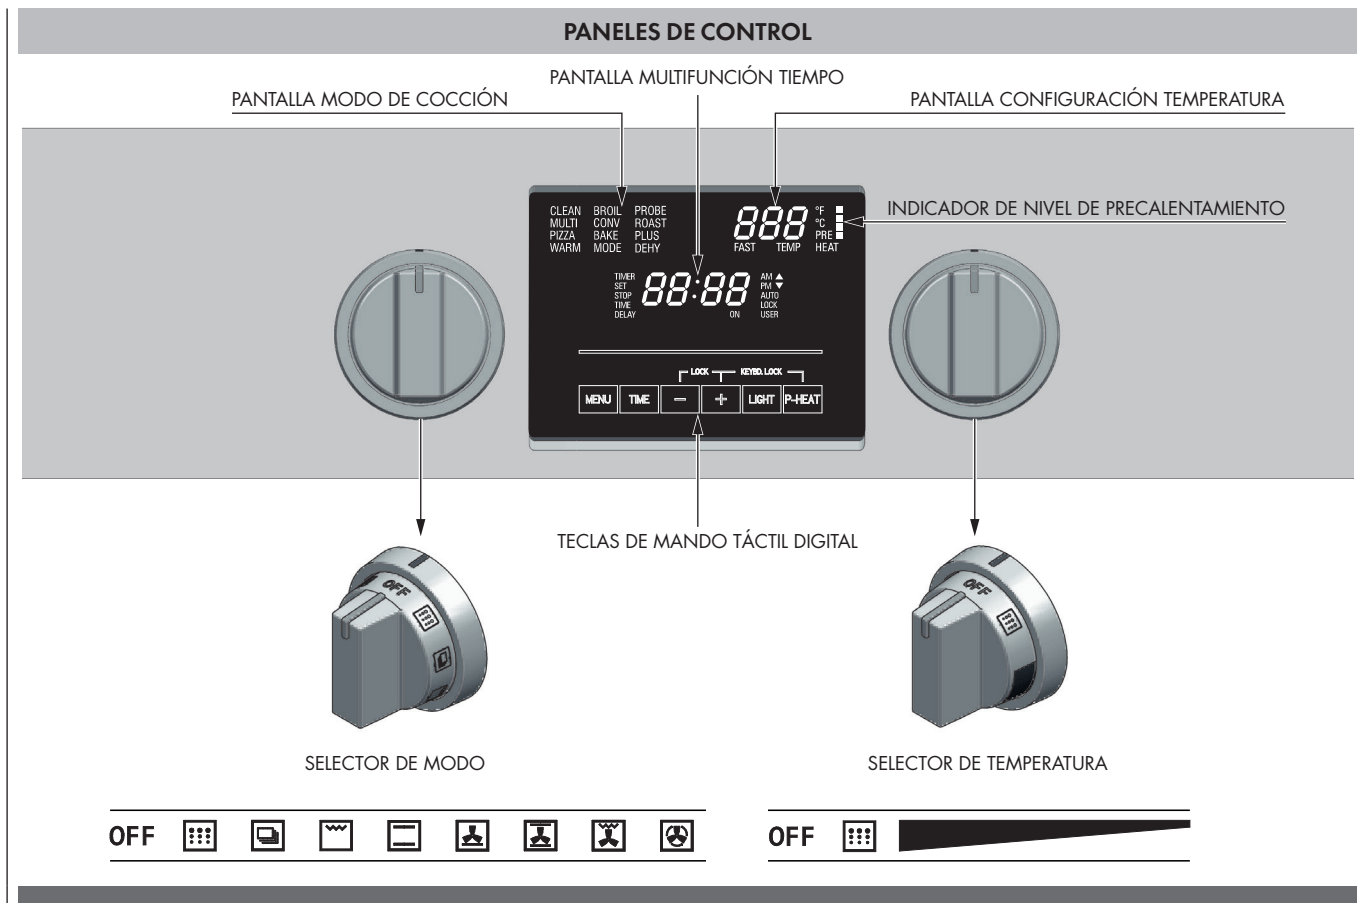 PANELES DE CONTROL
PANTALLA MULTIFUNCIÓN TIEMPO
PANTALLA MODO DE COCCIÓN
PANTALLA CONFIGURACIÓN TEMPERATURA
INDICADOR DE NIVEL DE PRECALENTAMIENTO
CLEAN BROIL PROBE
MULTI CONV ROAST
PIZZA BAKE PLUS
WARM MODE DEHY
888
°F
°C
PRE
FAST TEMP HEAT
TIMER
SET
STOP
TIME
DELAY
88:88
ON
AM ▲
PM ▼
AUTO
LOCK
USER
LOCK KEYBD. LOCK
MENU TIME - + LIGHT P-HEAT
TECLAS DE MANDO TÁCTIL DIGITAL
OFF
OFF
SELECTOR DE MODO
SELECTOR DE TEMPERATURA
OFF
OFF